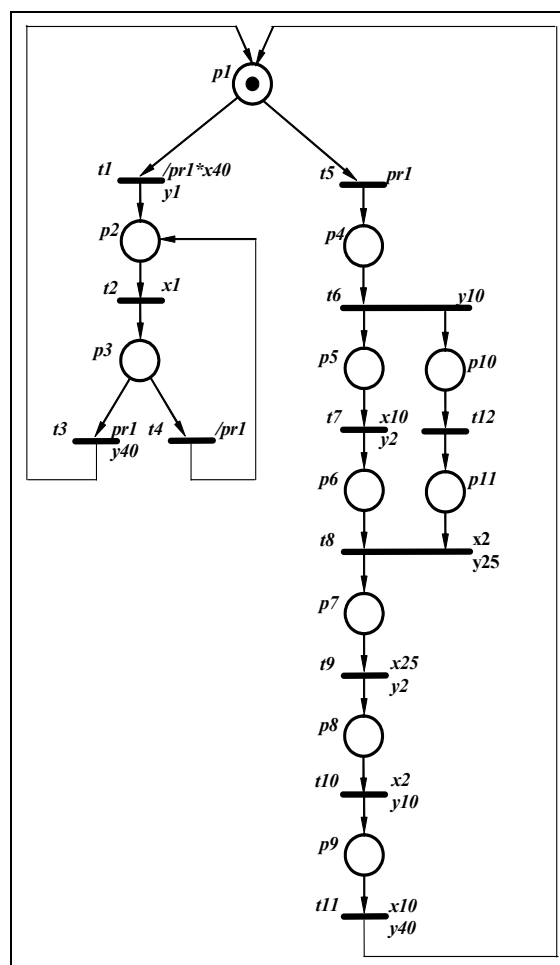 p1
t1 /pr1*x40
y1
t5 pr1
p2
p4
t2 x1
t6 y10
p3
p5
p10
t3 pr1
y40
t4 /pr1
t7 x10
y2
t12
p6
p11
t8 x2
y25
p7
t9 x25
y2
p8
t10 x2
y10
p9
t11 x10
y40